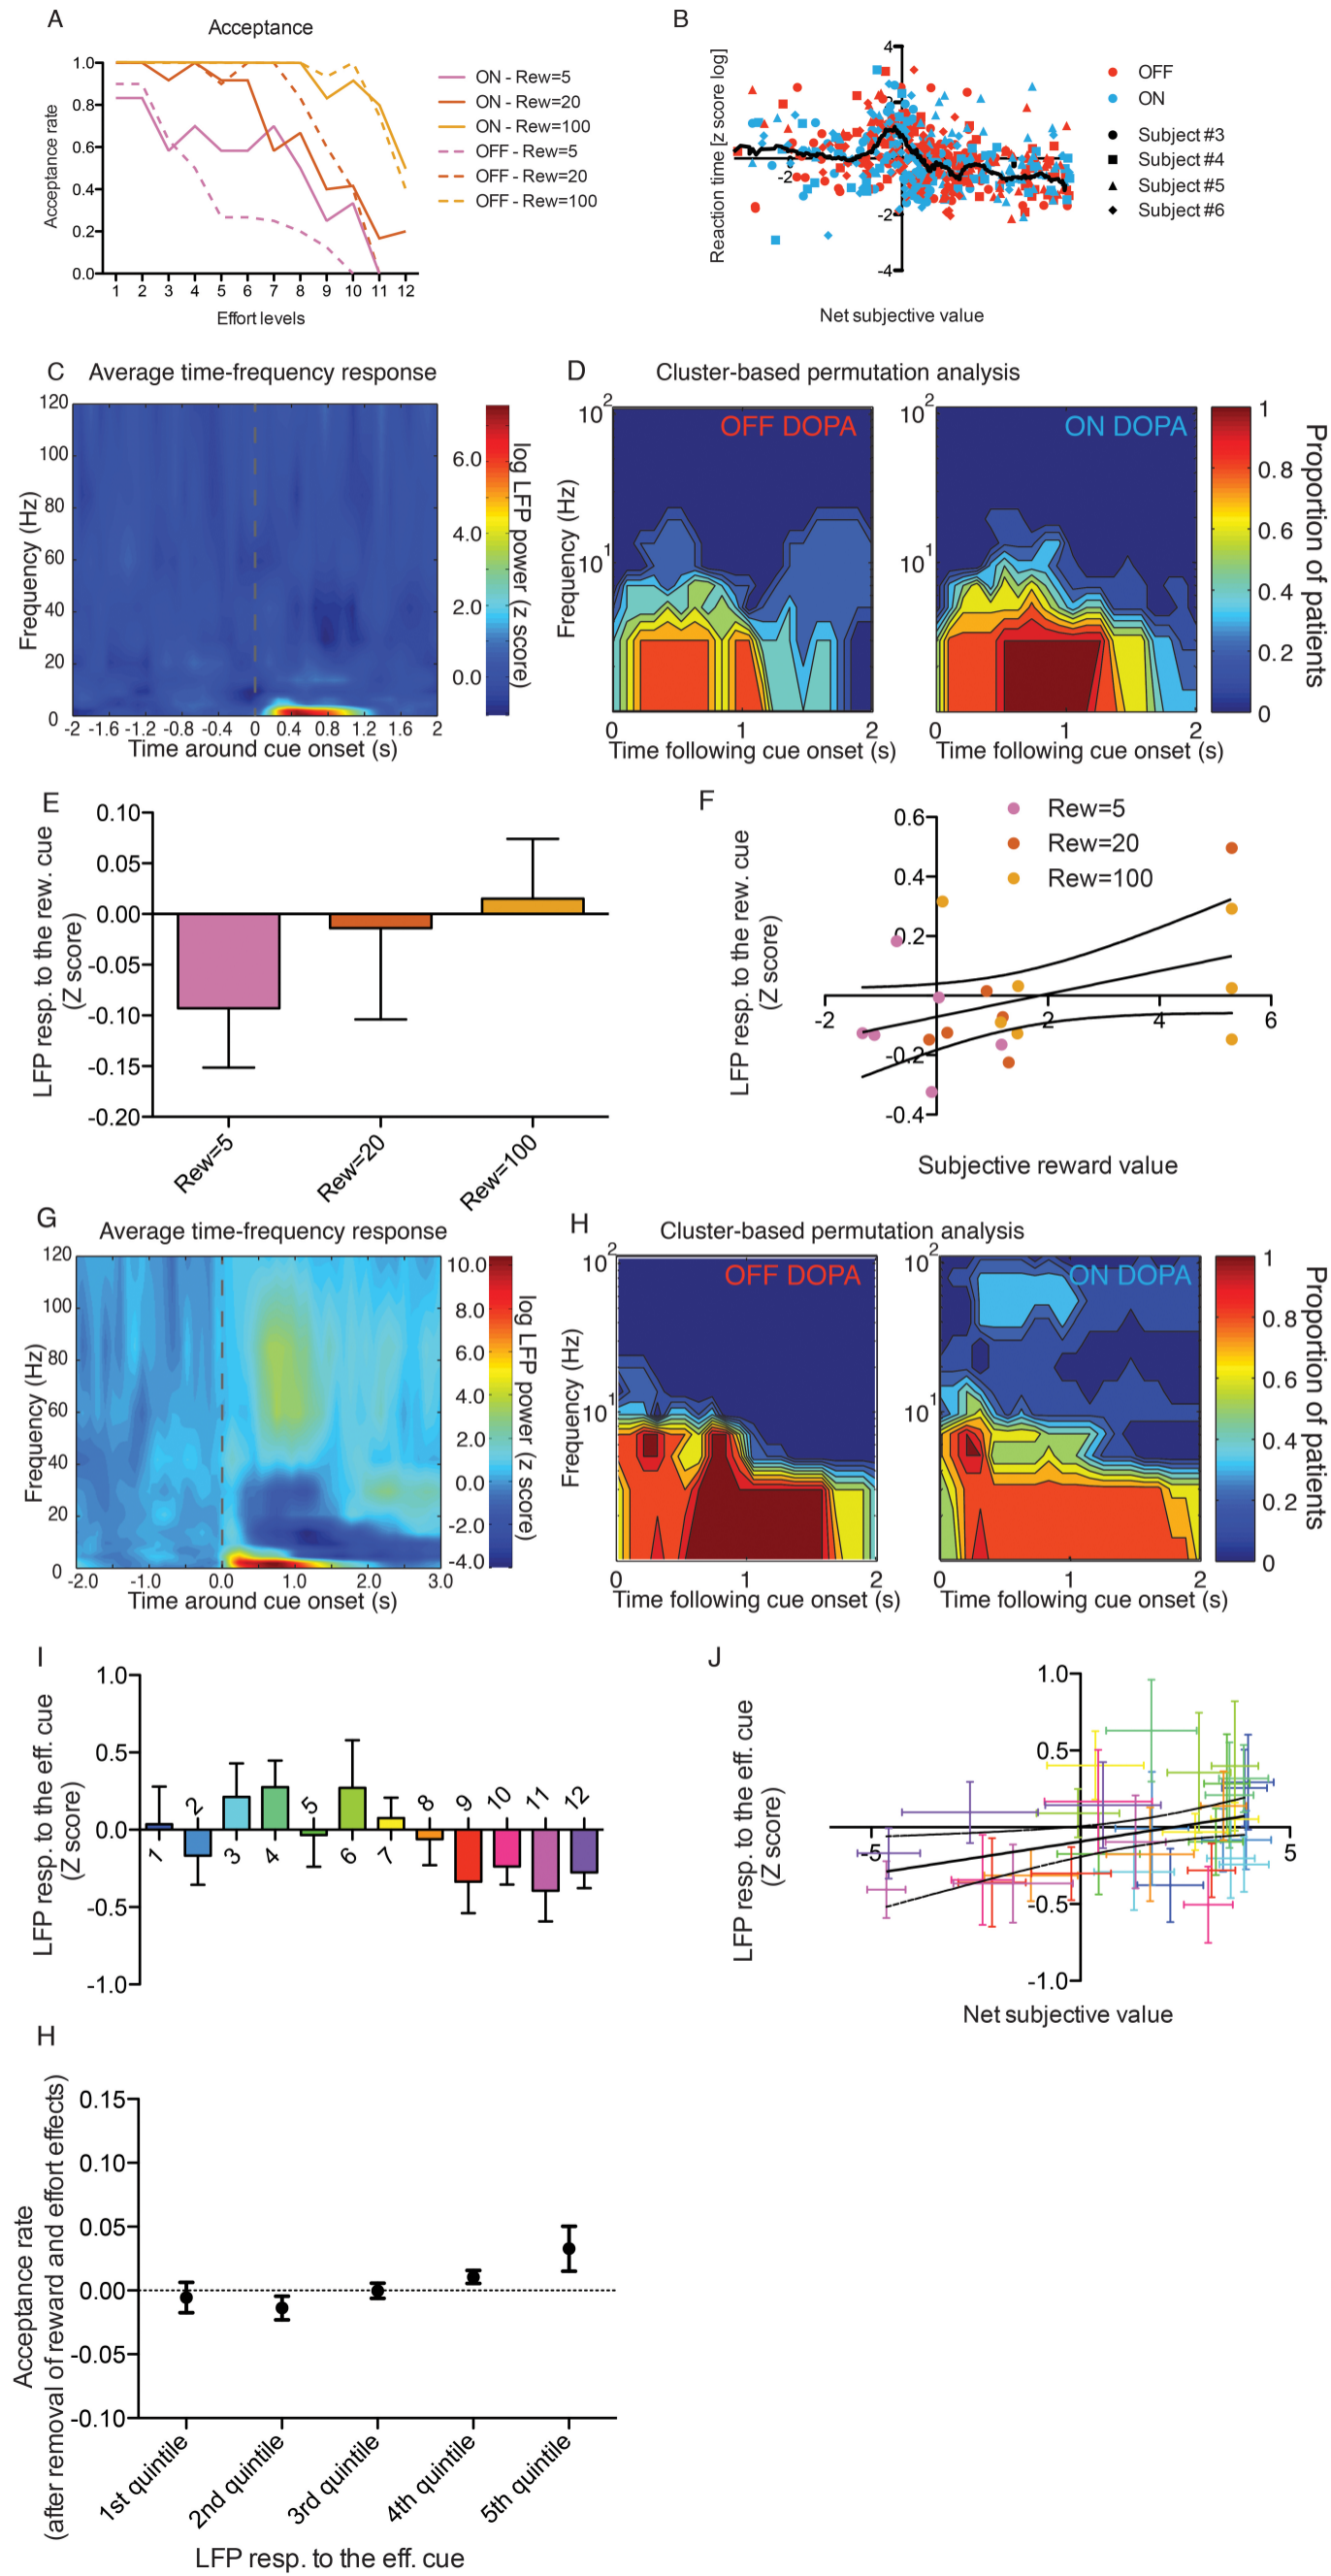 A
Acceptance
Acceptance rate
1.0
0.8
0.6
0.4
0.2
0.0
1 2 3 4 5 6 7 8 9 10 11 12
Effort levels
ON - Rew=5
ON - Rew=20
ON - Rew=100
OFF - Rew=5
OFF - Rew=20
OFF - Rew=100
B
Reaction time [z score log]
4
-2
-2
-4
Net subjective value
OFF
ON
Subject #3
Subject #4
Subject #5
Subject #6
C
Average time-frequency response
Frequency (Hz)
120
100
80
60
40
20
0
-2 -1.6 -1.2 -0.8 -0.4 0 0.4 0.8 1.2 1.6 2
Time around cue onset (s)
6.0
4.0
2.0
0.0
log LFP power (z score)
D
Cluster-based permutation analysis
Frequency (Hz)
10²
10¹
OFF DOPA
0 1 2
Time following cue onset (s)
10²
10¹
ON DOPA
0 1 2
Time following cue onset (s)
1
0.8
0.6
0.4
0.2
0
Proportion of patients
E
LFP resp. to the rew. cue
(Z score)
0.10
0.05
0.00
-0.05
-0.10
-0.15
-0.20
Rew=5
Rew=20
Rew=100
F
LFP resp. to the rew. cue
(Z score)
0.6
0.4
0.2
-0.2
-0.4
-2 2 4 6
Subjective reward value
Rew=5
Rew=20
Rew=100
G
Average time-frequency response
Frequency (Hz)
120
100
80
60
40
20
0
-2.0 -1.0 0.0 1.0 2.0 3.0
Time around cue onset (s)
10.0
8.0
6.0
4.0
2.0
0.0
-2.0
-4.0
log LFP power (z score)
H
Cluster-based permutation analysis
Frequency (Hz)
10²
10¹
OFF DOPA
0 1 2
Time following cue onset (s)
10²
10¹
ON DOPA
0 1 2
Time following cue onset (s)
1
0.8
0.6
0.4
0.2
0
Proportion of patients
I
LFP resp. to the eff. cue
(Z score)
1.0
0.5
0.0
-0.5
-1.0
1 2 3 4 5 6 7 8 9 10 11 12
J
LFP resp. to the eff. cue
(Z score)
1.0
0.5
-0.5
-1.0
-5 5
Net subjective value
H
Acceptance rate
(after removal of reward and effort effects)
0.15
0.10
0.05
0.00
-0.05
-0.10
1st quintile
2nd quintile
3rd quintile
4th quintile
5th quintile
LFP resp. to the eff. cue